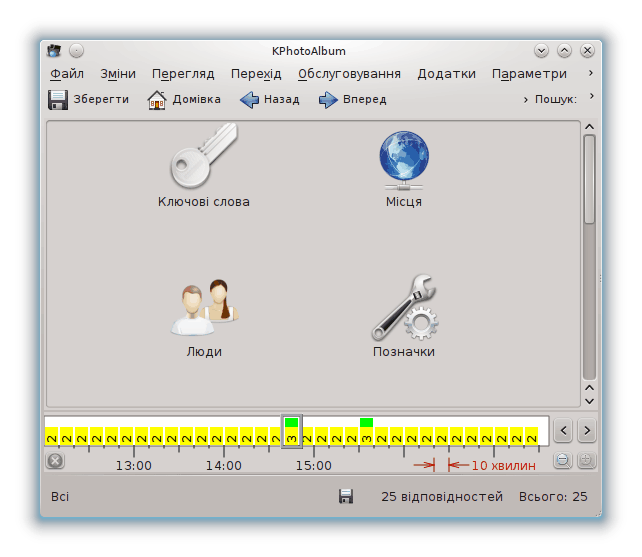 KPhotoAlbum
Файл Зміни Перегляд Перехід Обслуговування Додатки Параметри ›
Зберегти Домівка Назад Вперед › Пошук: ›
Ключові слова Місця
Люди Позначки
2 2 2 2 2 2 2 2 2 2 2 2 2 2 2 2 3 2 2 2 2 3 2 2 2 2 2 2 2 2 2 2 2
13:00 14:00 15:00 10 хвилин
Всі 25 відповідностей Всього: 25